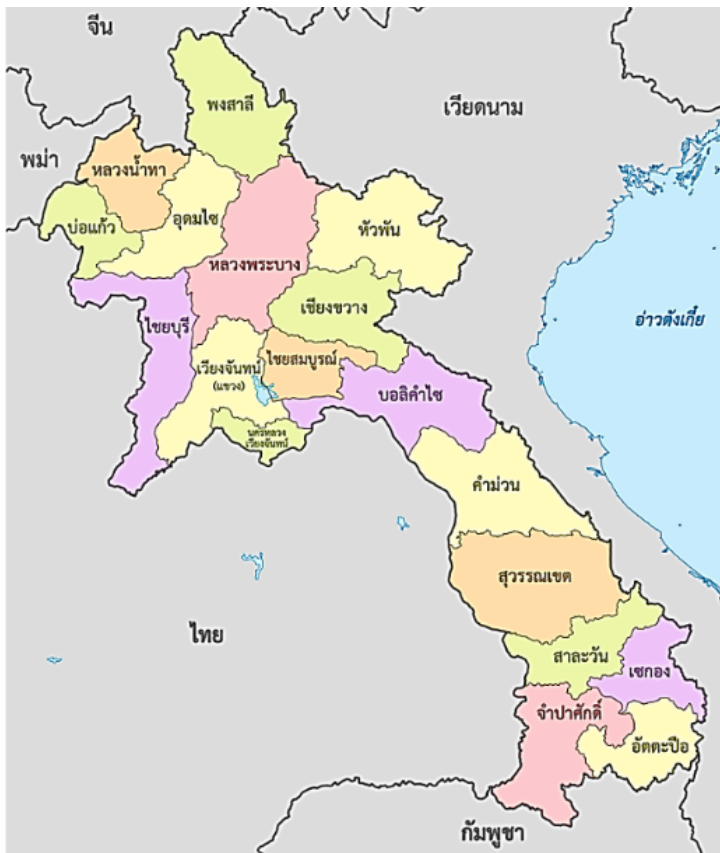 จีน
พงสาลี
เวียดนาม
พม่า
หลวงน้ำทา
บ่อแก้ว
อุดมไซ
หัวพัน
หลวงพระบาง
เชียงขวาง
อ่าวตังเกี๋ย
ไชยบุรี
เวียงจันทน์
(แขวง)
ไชยสมบูรณ์
บอลิคำไซ
นครหลวง
เวียงจันทน์
คำม่วน
สุวรรณเขต
ไทย
สาละวัน
เซกอง
จำปาศักดิ์
อัตตะปือ
กัมพูชา